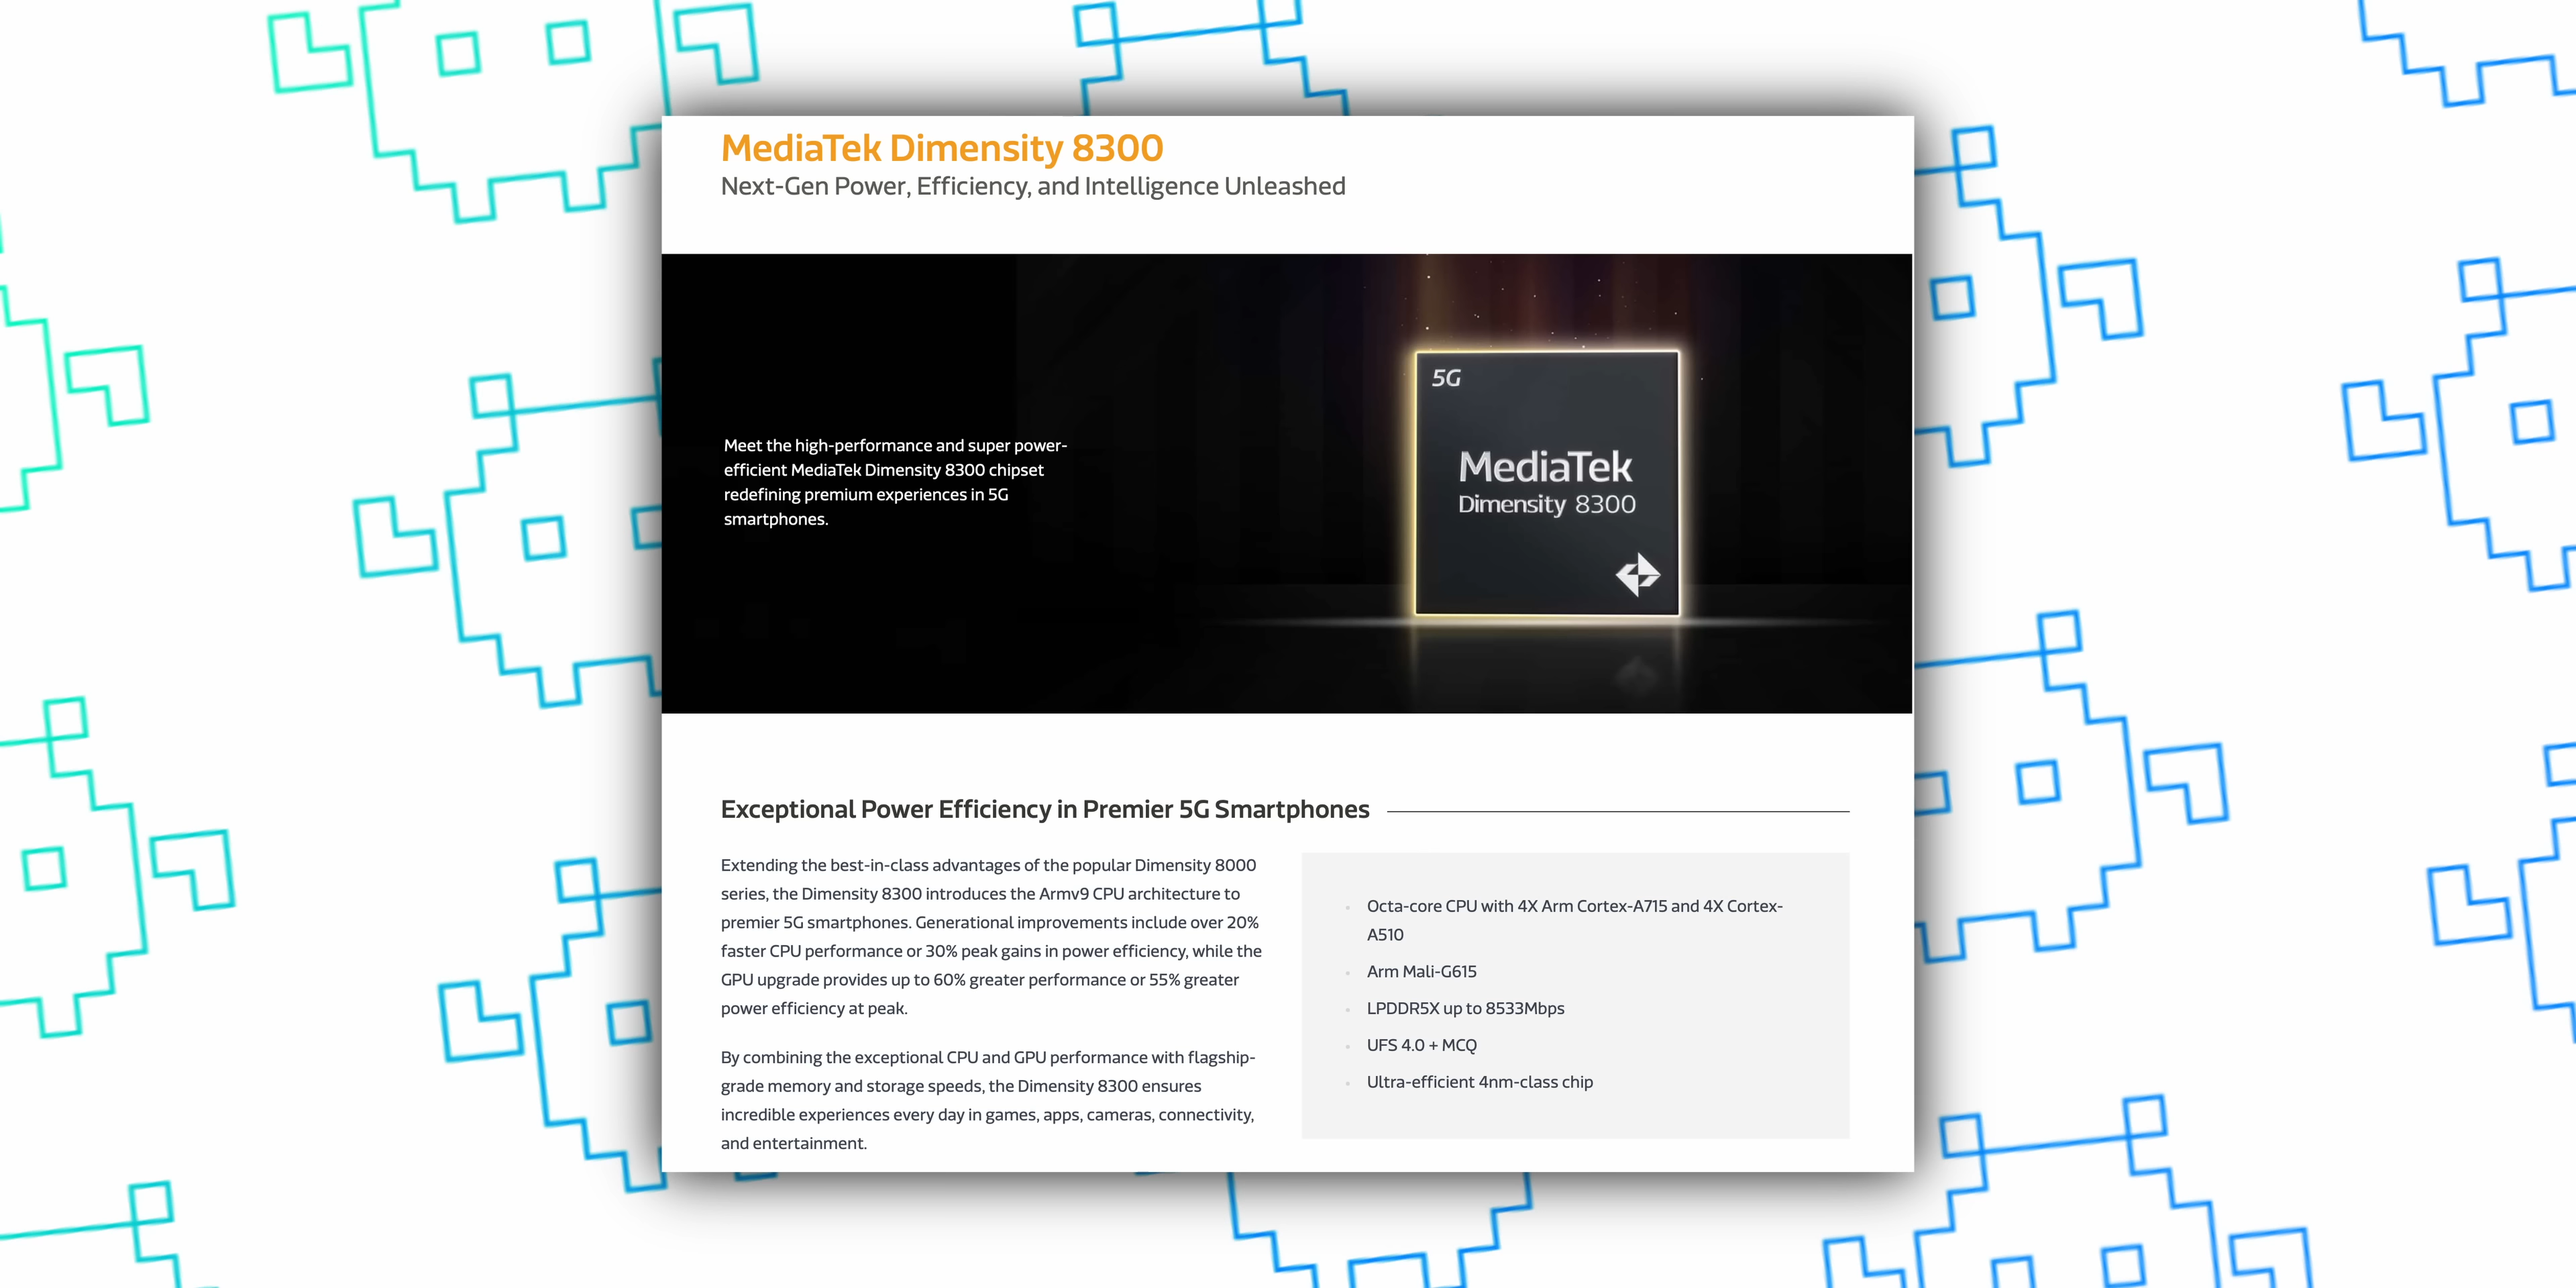 MediaTek Dimensity 8300
Next-Gen Power, Efficiency, and Intelligence Unleashed
Meet the high-performance and super power-
efficient MediaTek Dimensity 8300 chipset
redefining premium experiences in 5G
smartphones.
5G
MediaTek
Dimensity 8300
Exceptional Power Efficiency in Premier 5G Smartphones
Extending the best-in-class advantages of the popular Dimensity 8000
series, the Dimensity 8300 introduces the Armv9 CPU architecture to
premier 5G smartphones. Generational improvements include over 20%
faster CPU performance or 30% peak gains in power efficiency, while the
GPU upgrade provides up to 60% greater performance or 55% greater
power efficiency at peak.
By combining the exceptional CPU and GPU performance with flagship-
grade memory and storage speeds, the Dimensity 8300 ensures
incredible experiences every day in games, apps, cameras, connectivity,
and entertainment.
Octa-core CPU with 4X Arm Cortex-A715 and 4X Cortex-
A510
Arm Mali-G615
LPDDR5X up to 8533Mbps
UFS 4.0 + MCQ
Ultra-efficient 4nm-class chip